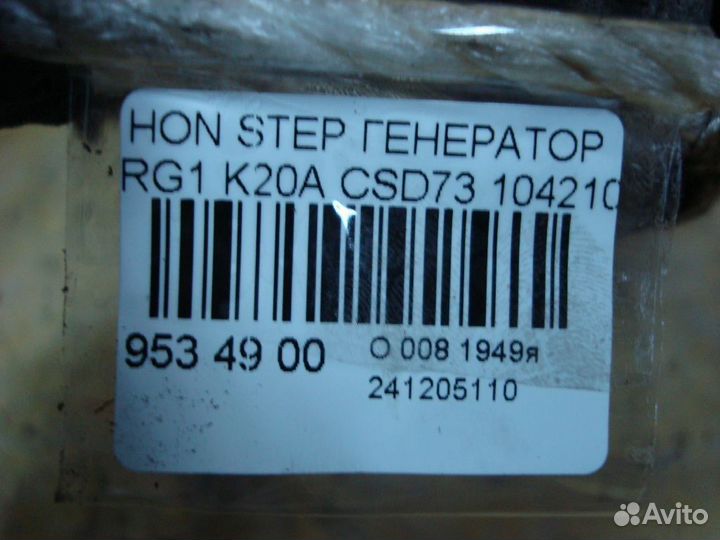 HON STEP ГЕНЕРАТОР
RG1 K20A CSD73 104210
953 49 00
О 008 1949я
241205110
Avito